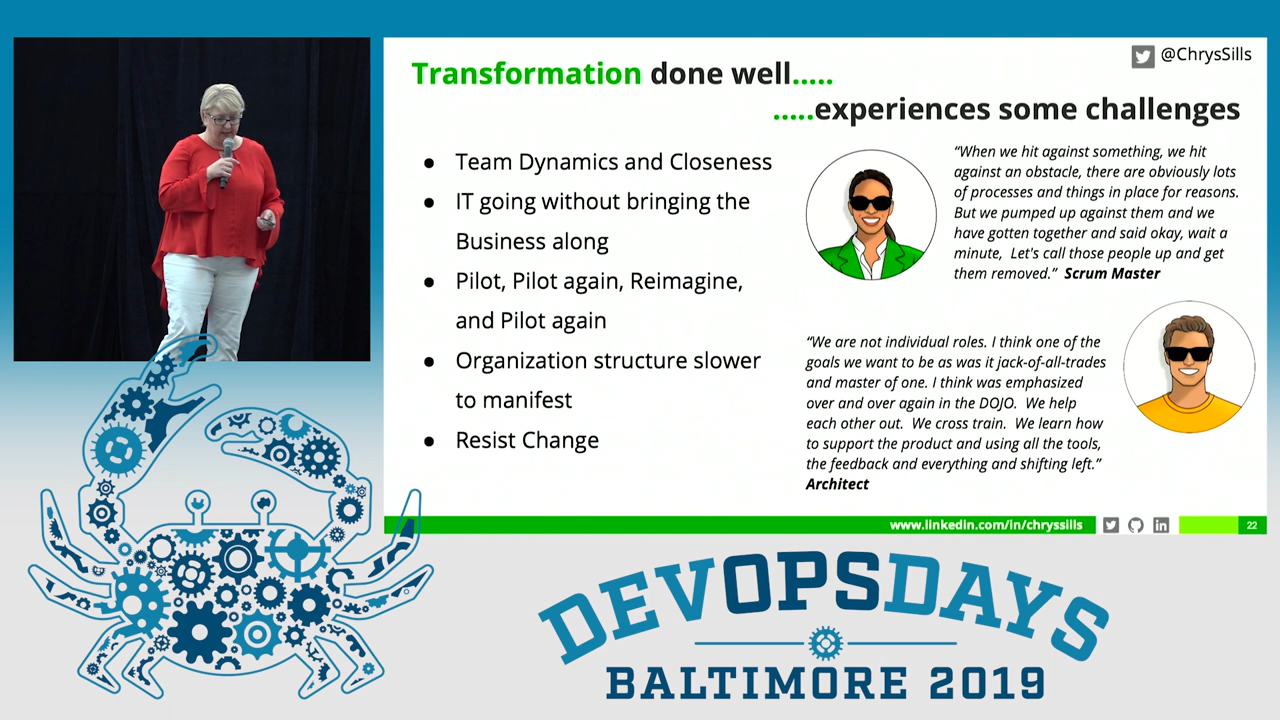 @ChrysSills
Transformation done well.....
.....experiences some challenges
● Team Dynamics and Closeness
● IT going without bringing the
Business along
● Pilot, Pilot again, Reimagine,
and Pilot again
● Organization structure slower
to manifest
● Resist Change
“When we hit against something, we hit
against an obstacle, there are obviously lots
of processes and things in place for reasons.
But we pumped up against them and we
have gotten together and said okay, wait a
minute, Let's call those people up and get
them removed.” Scrum Master
“We are not individual roles. I think one of the
goals we want to be as was it jack-of-all-trades
and master of one. I think was emphasized
over and over again in the DOJO. We help
each other out. We cross train. We learn how
to support the product and using all the tools,
the feedback and everything and shifting left.”
Architect
www.linkedin.com/in/chryssills
22
DEVOPSDAYS
BALTIMORE 2019